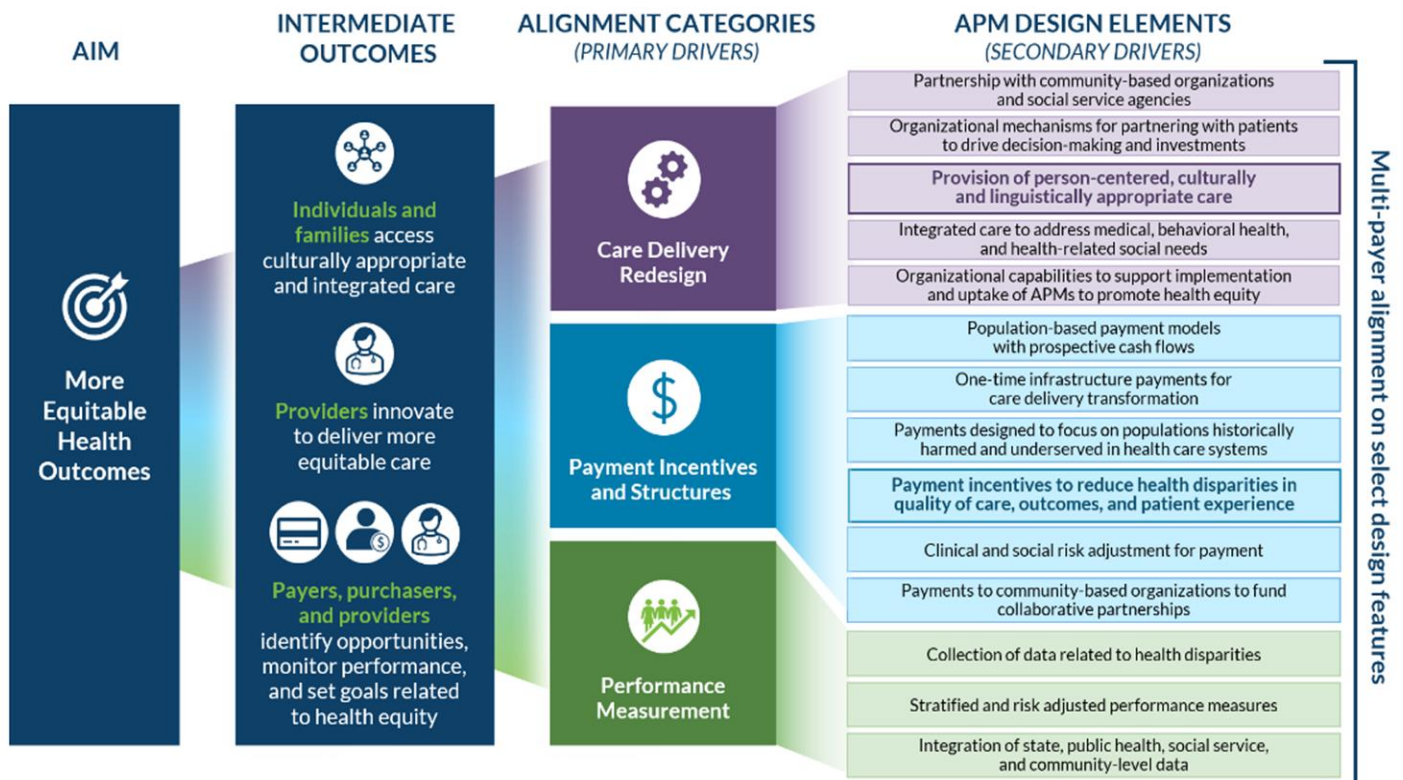 AIM
INTERMEDIATE
OUTCOMES
ALIGNMENT CATEGORIES
(PRIMARY DRIVERS)
APM DESIGN ELEMENTS
(SECONDARY DRIVERS)
More
Equitable
Health
Outcomes
Individuals and
families access
culturally appropriate
and integrated care
Providers innovate
to deliver more
equitable care
$
Payers, purchasers,
and providers
identify opportunities,
monitor performance,
and set goals related
to health equity
Care Delivery
Redesign
$
Payment Incentives
and Structures
Performance
Measurement
Partnership with community-based organizations
and social service agencies
Organizational mechanisms for partnering with patients
to drive decision-making and investments
Provision of person-centered, culturally
and linguistically appropriate care
Integrated care to address medical, behavioral health,
and health-related social needs
Organizational capabilities to support implementation
and uptake of APMs to promote health equity
Population-based payment models
with prospective cash flows
One-time infrastructure payments for
care delivery transformation
Payments designed to focus on populations historically
harmed and underserved in health care systems
Payment incentives to reduce health disparities in
quality of care, outcomes, and patient experience
Clinical and social risk adjustment for payment
Payments to community-based organizations to fund
collaborative partnerships
Collection of data related to health disparities
Stratified and risk adjusted performance measures
Integration of state, public health, social service,
and community-level data
Multi-payer alignment on select design features